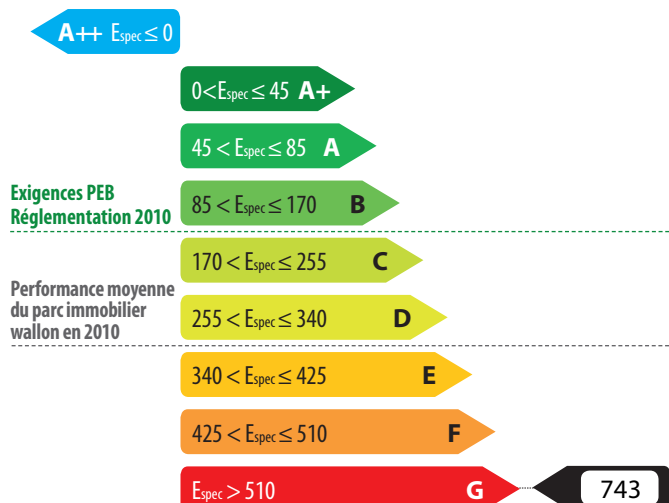 A++ Espec ≤ 0
0<Espec ≤ 45 A+
45 < Espec ≤ 85 A
Exigences PEB
Réglementation 2010
85 < Espec ≤ 170 B
170 < Espec ≤ 255 C
Performance moyenne
du parc immobilier
wallon en 2010
255 < Espec ≤ 340 D
340 < Espec ≤ 425 E
425 < Espec ≤ 510 F
Espec > 510 G
743